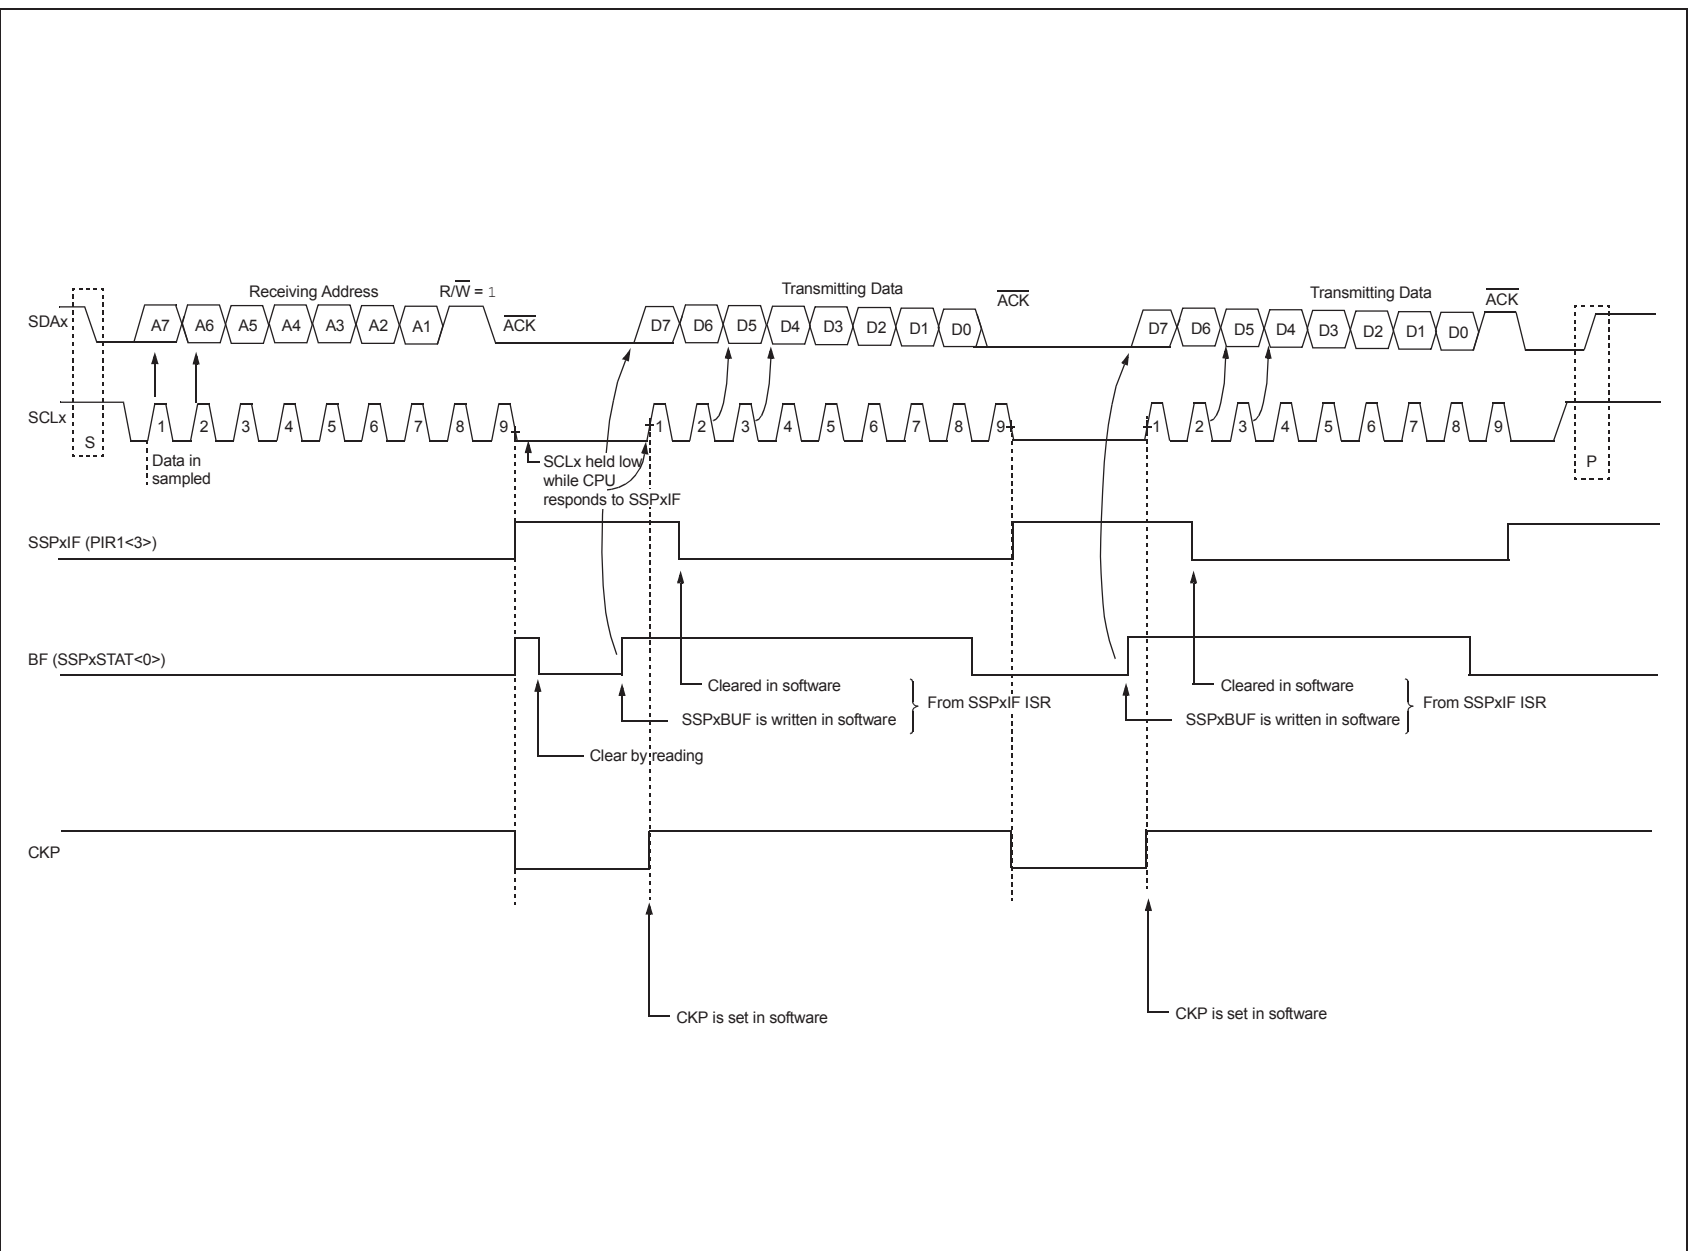 Receiving Address R/W = 1 Transmitting Data ACK Transmitting Data ACK
SDAx A7 A6 A5 A4 A3 A2 A1 ACK D7 D6 D5 D4 D3 D2 D1 D0 D7 D6 D5 D4 D3 D2 D1 D0
SCLx 1 2 3 4 5 6 7 8 9 1 2 3 4 5 6 7 8 9 1 2 3 4 5 6 7 8 9
S
P
Data in
sampled
SCLx held low
while CPU
responds to SSPxIF
SSPxIF (PIR1<3>)
BF (SSPxSTAT<0>)
Cleared in software
SSPxBUF is written in software
From SSPxIF ISR
Clear by reading
Cleared in software
SSPxBUF is written in software
From SSPxIF ISR
CKP
CKP is set in software
CKP is set in software